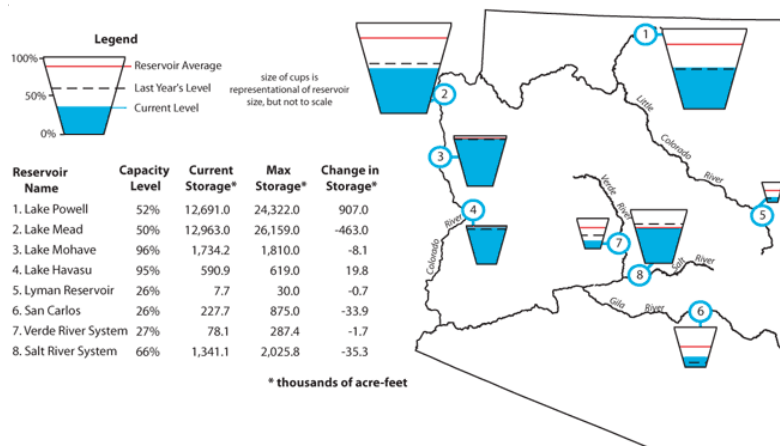 Legend
100%
50%
0%
Reservoir Average
Last Year's Level
Current Level
size of cups is
representational of reservoir
size, but not to scale
Reservoir Name Capacity Level Current Storage* Max Storage* Change in Storage*
1. Lake Powell 52% 12,691.0 24,322.0 907.0
2. Lake Mead 50% 12,963.0 26,159.0 -463.0
3. Lake Mohave 96% 1,734.2 1,810.0 -8.1
4. Lake Havasu 95% 590.9 619.0 19.8
5. Lyman Reservoir 26% 7.7 30.0 -0.7
6. San Carlos 26% 227.7 875.0 -33.9
7. Verde River System 27% 78.1 287.4 -1.7
8. Salt River System 66% 1,341.1 2,025.8 -35.3
* thousands of acre-feet
1
2
3
4
5
6
7
8
Little Colorado River
Verde River
Colorado River
Salt River
Gila River